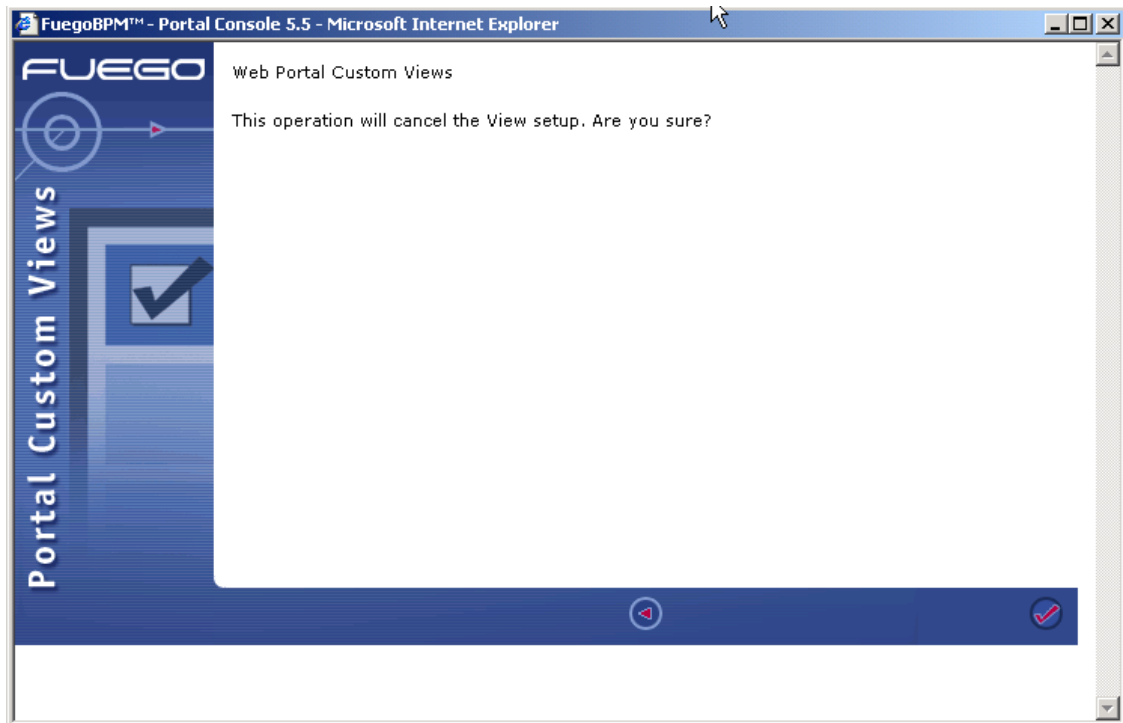 FuegoBPM™ - Portal Console 5.5 - Microsoft Internet Explorer
FUEGO
Web Portal Custom Views
This operation will cancel the View setup. Are you sure?
Portal Custom Views